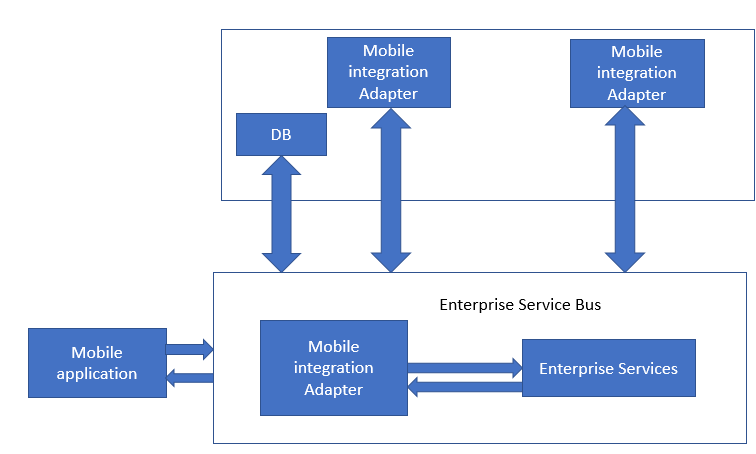 Mobile
integration
Adapter
Mobile
integration
Adapter
DB
Enterprise Service Bus
Mobile
application
Mobile
integration
Adapter
Enterprise Services